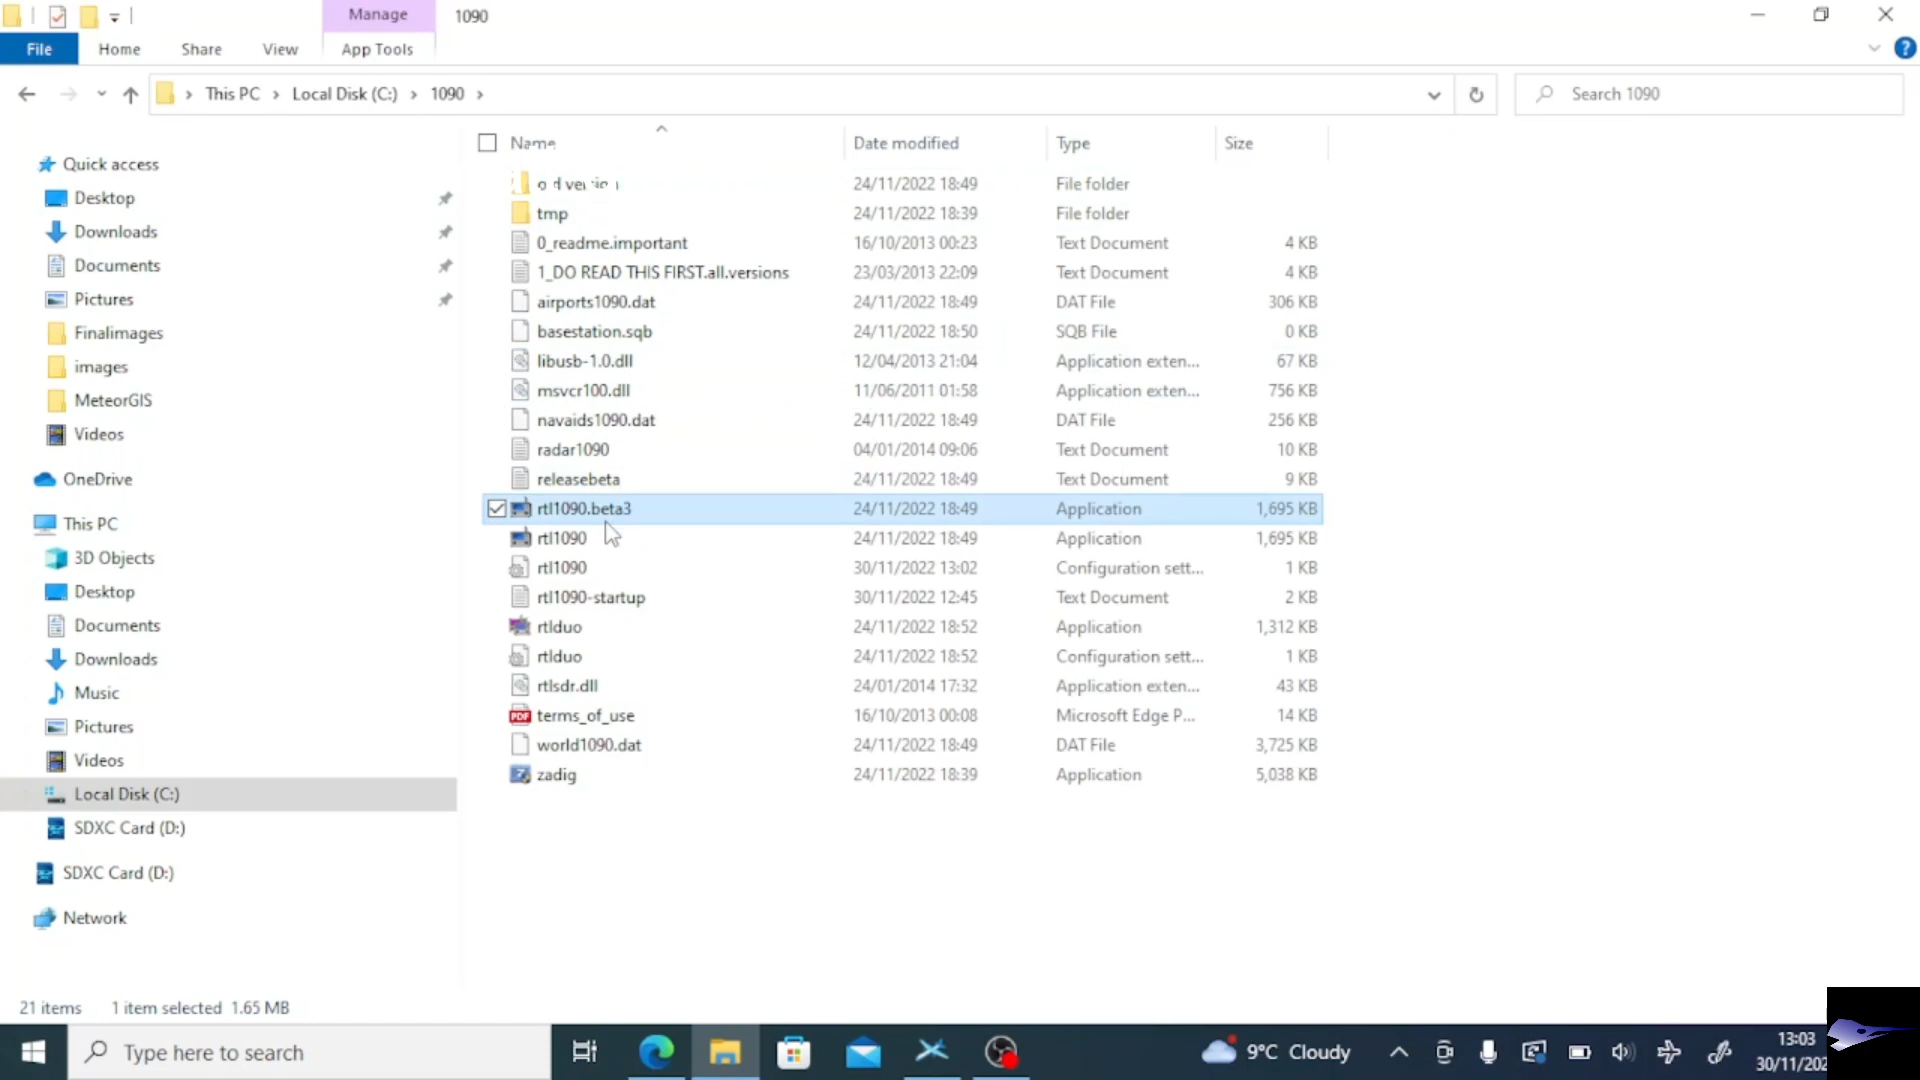 Manage
1090
File
Home
Share
View
App Tools
This PC
Local Disk (C:)
1090
Search 1090
Name
Date modified
Type
Size
Quick access
Desktop
Downloads
Documents
Pictures
Finalimages
images
MeteorGIS
Videos
OneDrive
This PC
3D Objects
Desktop
Documents
Downloads
Music
Pictures
Videos
Local Disk (C:)
SDXC Card (D:)
SDXC Card (D:)
Network
24/11/2022 18:49 File folder
tmp 24/11/2022 18:39 File folder
0_readme.important 16/10/2013 00:23 Text Document 4 KB
1_DO READ THIS FIRST.all.versions 23/03/2013 22:09 Text Document 4 KB
airports1090.dat 24/11/2022 18:49 DAT File 306 KB
basestation.sqb 24/11/2022 18:50 SQB File 0 KB
libusb-1.0.dll 12/04/2013 21:04 Application exten... 67 KB
msvcr100.dll 11/06/2011 01:58 Application exten... 756 KB
navaids1090.dat 24/11/2022 18:49 DAT File 256 KB
radar1090 04/01/2014 09:06 Text Document 10 KB
releasebeta 24/11/2022 18:49 Text Document 9 KB
rtl1090.beta3 24/11/2022 18:49 Application 1,695 KB
rtl1090 24/11/2022 18:49 Application 1,695 KB
rtl1090 30/11/2022 13:02 Configuration sett... 1 KB
rtl1090-startup 30/11/2022 12:45 Text Document 2 KB
rtlduo 24/11/2022 18:52 Application 1,312 KB
rtlduo 24/11/2022 18:52 Configuration sett... 1 KB
rtlsdr.dll 24/01/2014 17:32 Application exten... 43 KB
PDF terms_of_use 16/10/2013 00:08 Microsoft Edge P... 14 KB
world1090.dat 24/11/2022 18:49 DAT File 3,725 KB
zadig 24/11/2022 18:39 Application 5,038 KB
21 items 1 item selected 1.65 MB
Type here to search
9°C Cloudy
13:03
30/11/202